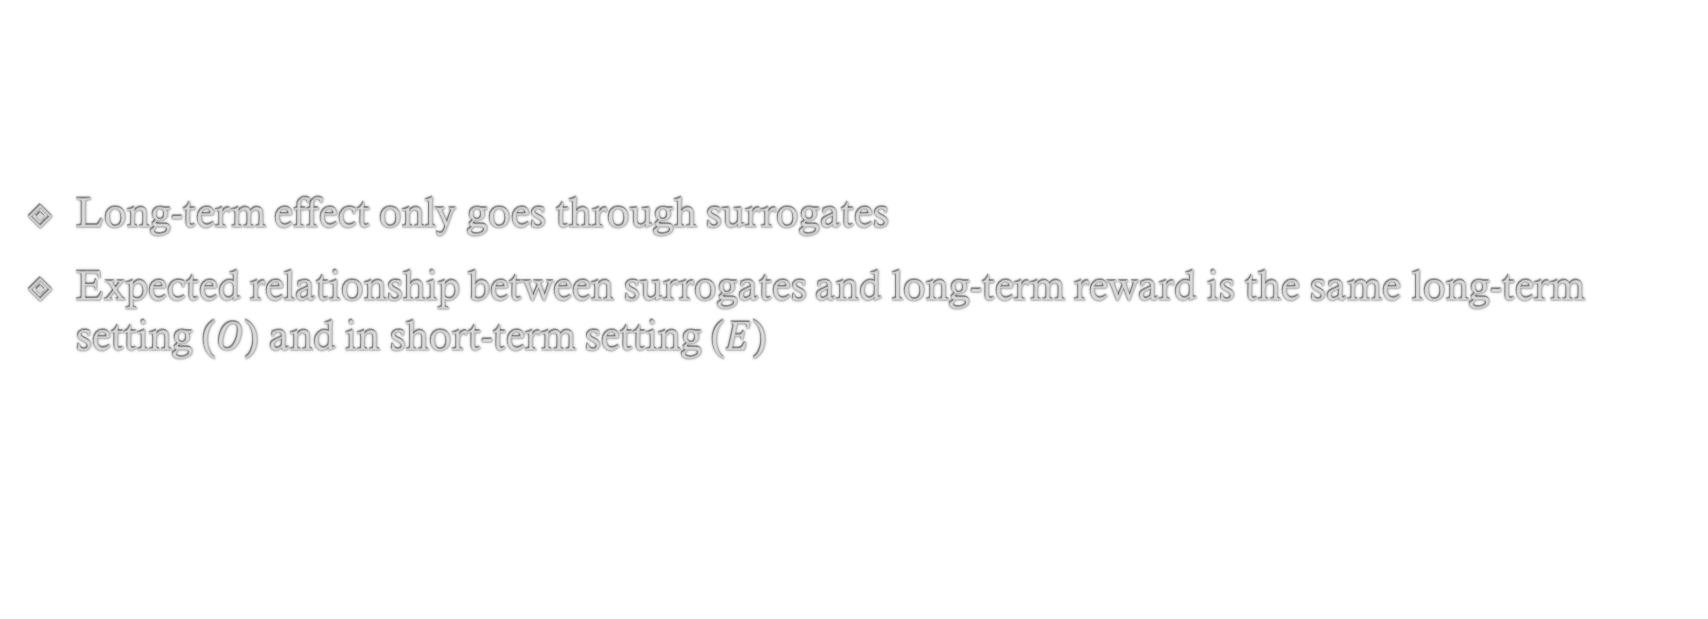 Long-term effect only goes through surrogates
Expected relationship between surrogates and long-term reward is the same long-term
setting (O) and in short-term setting (E)